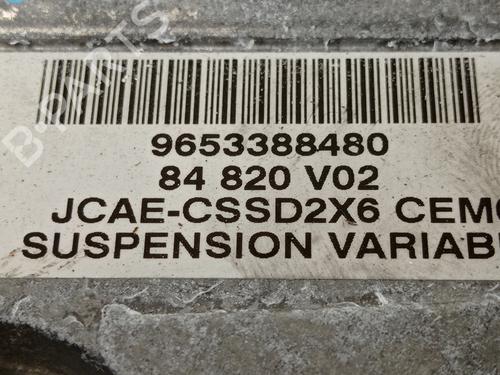 B-PARTS
9653388480
84 820 V02
JCAE-CSSD2X6 CEM
SUSPENSION VARIAB